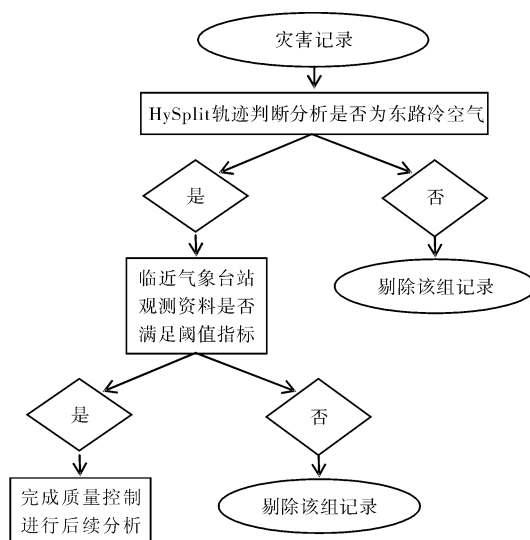 灾害记录
HySplit轨迹判断分析是否为东路冷空气
是
否
临近气象台站
观测资料是否
满足阈值指标
剔除该组记录
是
否
完成质量控制
进行后续分析
剔除该组记录